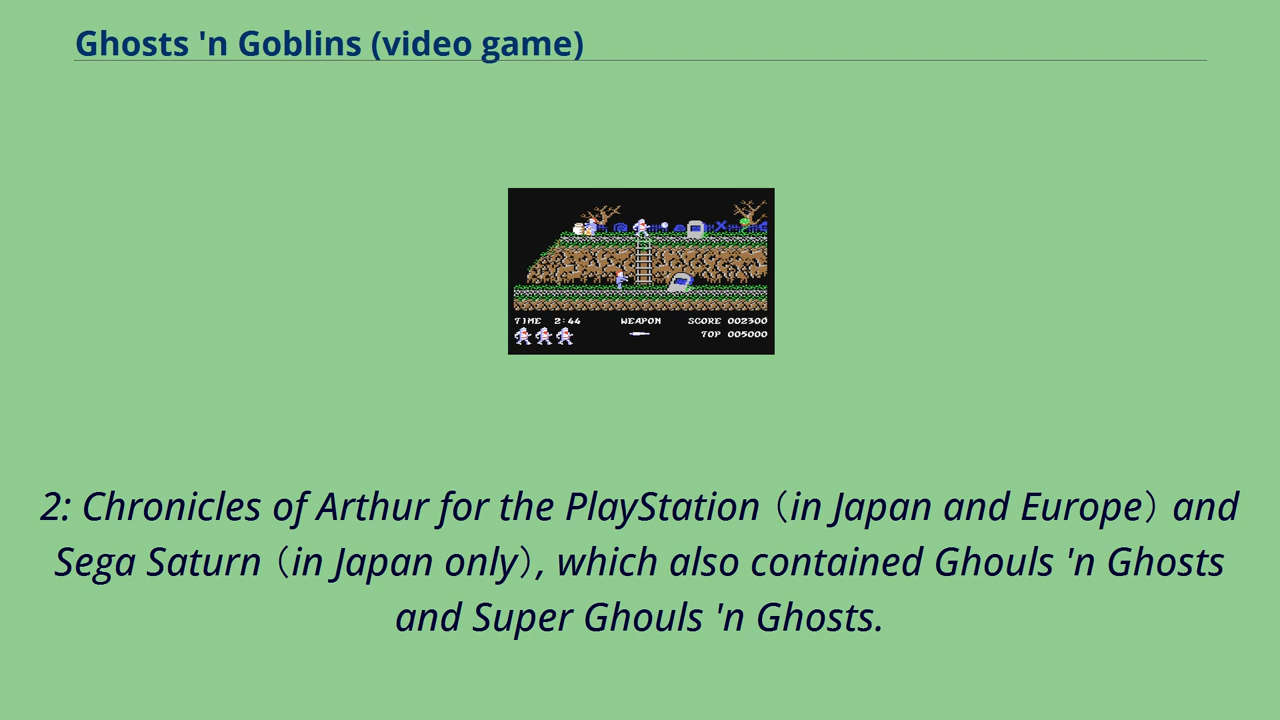 Ghosts 'n Goblins (video game)
TIME 2:44 WEAPON SCORE 002300
TOP 005000
2: Chronicles of Arthur for the PlayStation（in Japan and Europe）and
Sega Saturn（in Japan only）, which also contained Ghouls 'n Ghosts
and Super Ghouls 'n Ghosts.